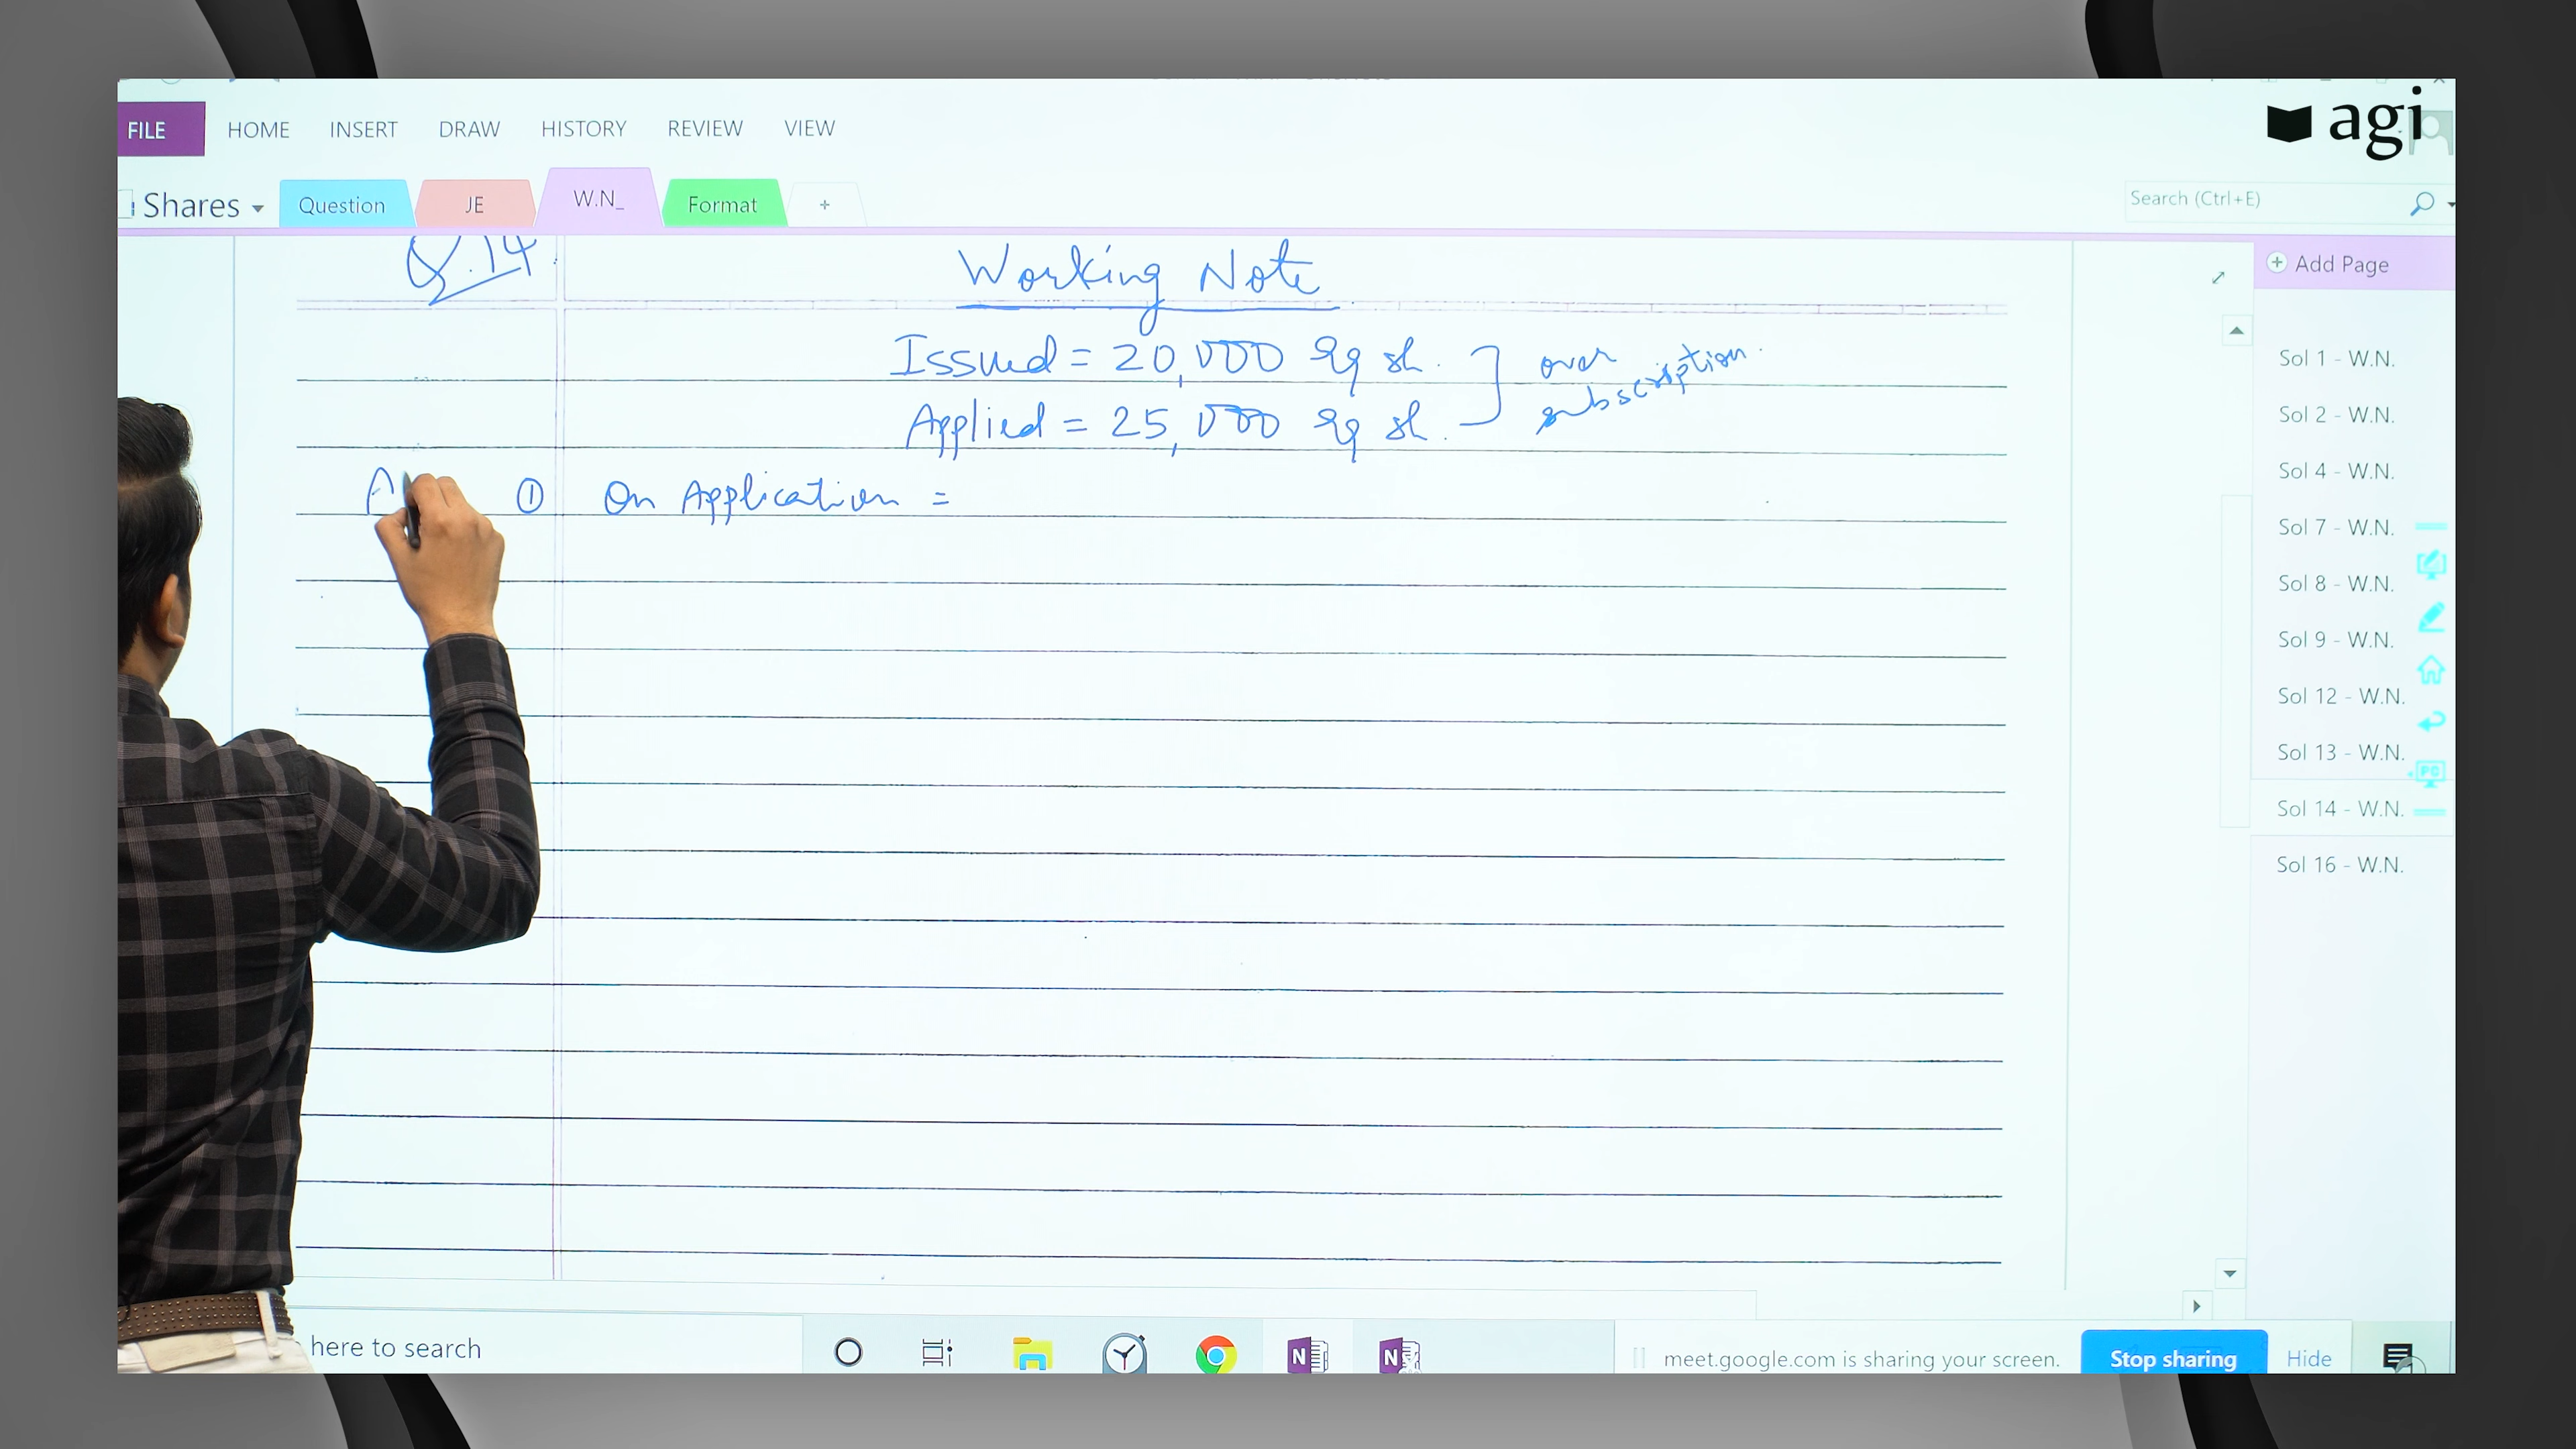 agi
FILE HOME INSERT DRAW HISTORY REVIEW VIEW
Shares Question JE W.N_ Format +
Search (Ctrl+E)
Q.14
Working Note
Issued = 20,000 Eq sh.
Applied = 25,000 Eq sh.
over
subscription.
A
① On Application =
Add Page
Sol 1 - W.N.
Sol 2 - W.N.
Sol 4 - W.N.
Sol 7 - W.N.
Sol 8 - W.N.
Sol 9 - W.N.
Sol 12 - W.N.
Sol 13 - W.N.
Sol 14 - W.N.
Sol 16 - W.N.
PC
here to search
N
N
meet.google.com is sharing your screen.
Stop sharing
Hide